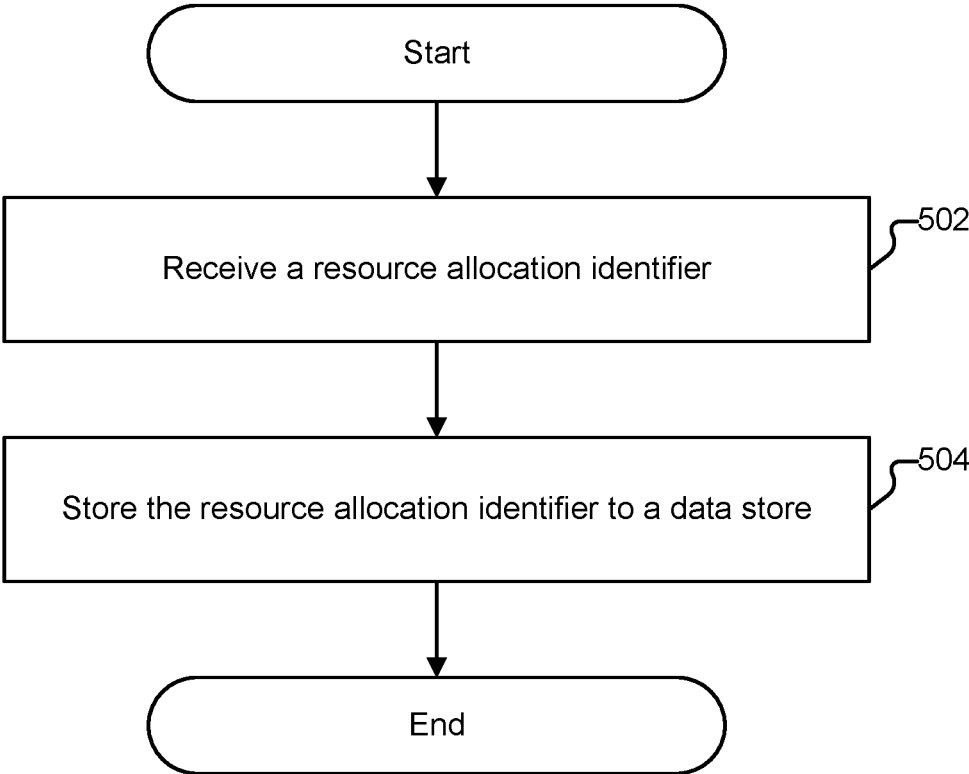 Start
502
Receive a resource allocation identifier
504
Store the resource allocation identifier to a data store
End